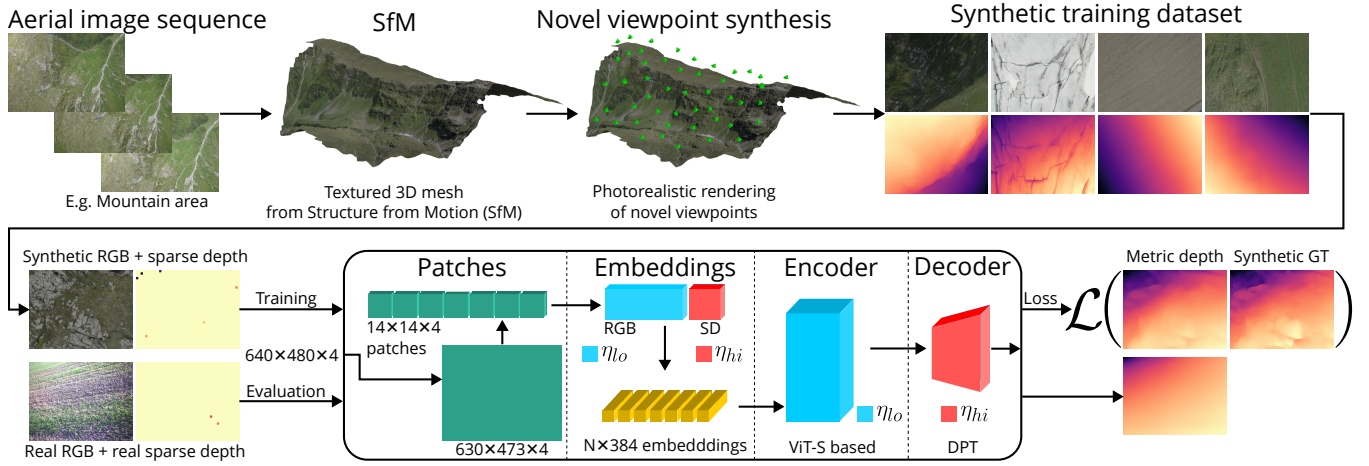 Aerial image sequence
SfM
Novel viewpoint synthesis
Synthetic training dataset
E.g. Mountain area
Textured 3D mesh
from Structure from Motion (SfM)
Photorealistic rendering
of novel viewpoints
Synthetic RGB + sparse depth
Training
640×480×4
Evaluation
Real RGB + real sparse depth
Patches
14×14×4
patches
630×473×4
Embeddings
RGB
SD
η_lo
η_hi
N×384 embedddings
Encoder
η_lo
ViT-S based
Decoder
η_hi
DPT
Loss
ℒ(
Metric depth
Synthetic GT
)